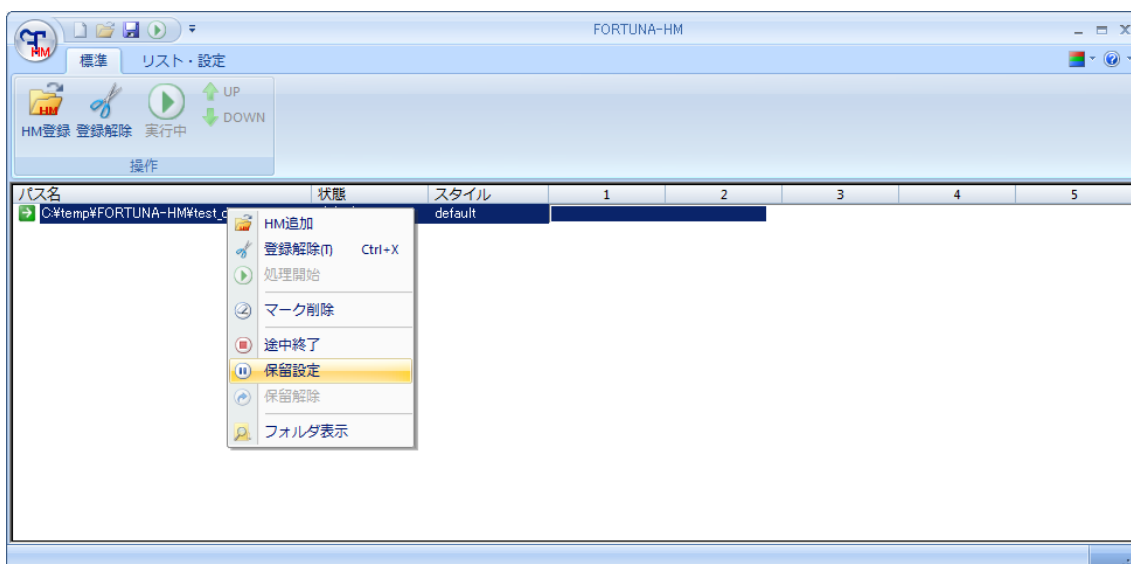 FORTUNA-HM
HM
標準 リスト・設定
HM
HM登録 登録解除 実行中 UP
DOWN
操作
パス名 状態 スタイル 1 2 3 4 5
C:¥temp¥FORTUNA-HM¥test_ default
HM追加
登録解除(T) Ctrl+X
処理開始
マーク削除
途中終了
保留設定
保留解除
フォルダ表示